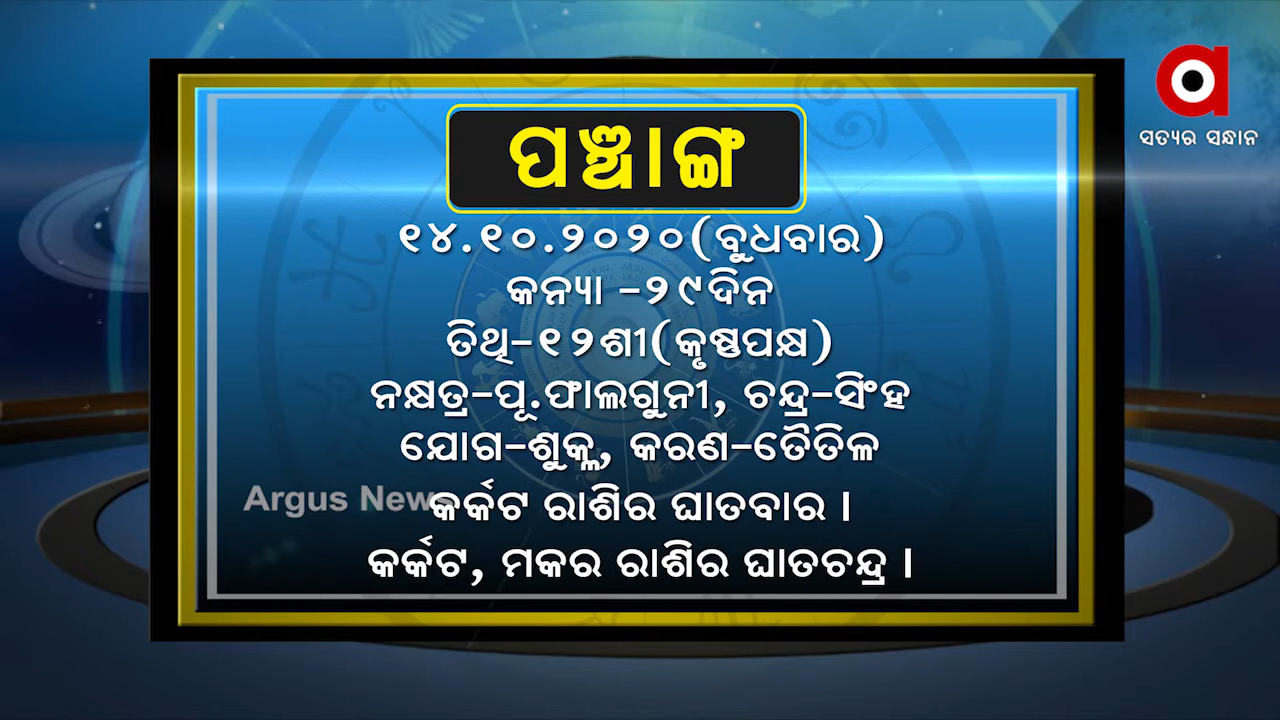 ପଞ୍ଚାଙ୍ଗ
ସତ୍ୟର ସନ୍ଧାନ
୧୪.୧୦.୨୦୨୦(ବୁଧବାର)
କନ୍ୟା -୨୯ଦିନ
ତିଥି-୧୨ଶୀ(କୃଷ୍ଣପକ୍ଷ)
ନକ୍ଷତ୍ର-ପୂ.ଫାଲଗୁନୀ, ଚନ୍ଦ୍ର-ସିଂହ
ଯୋଗ-ଶୁକ୍ଳ, କରଣ-ତୈତିଳ
Argus News
କର୍କଟ ରାଶିର ଘାତବାର ।
କର୍କଟ, ମକର ରାଶିର ଘାତଚନ୍ଦ୍ର ।